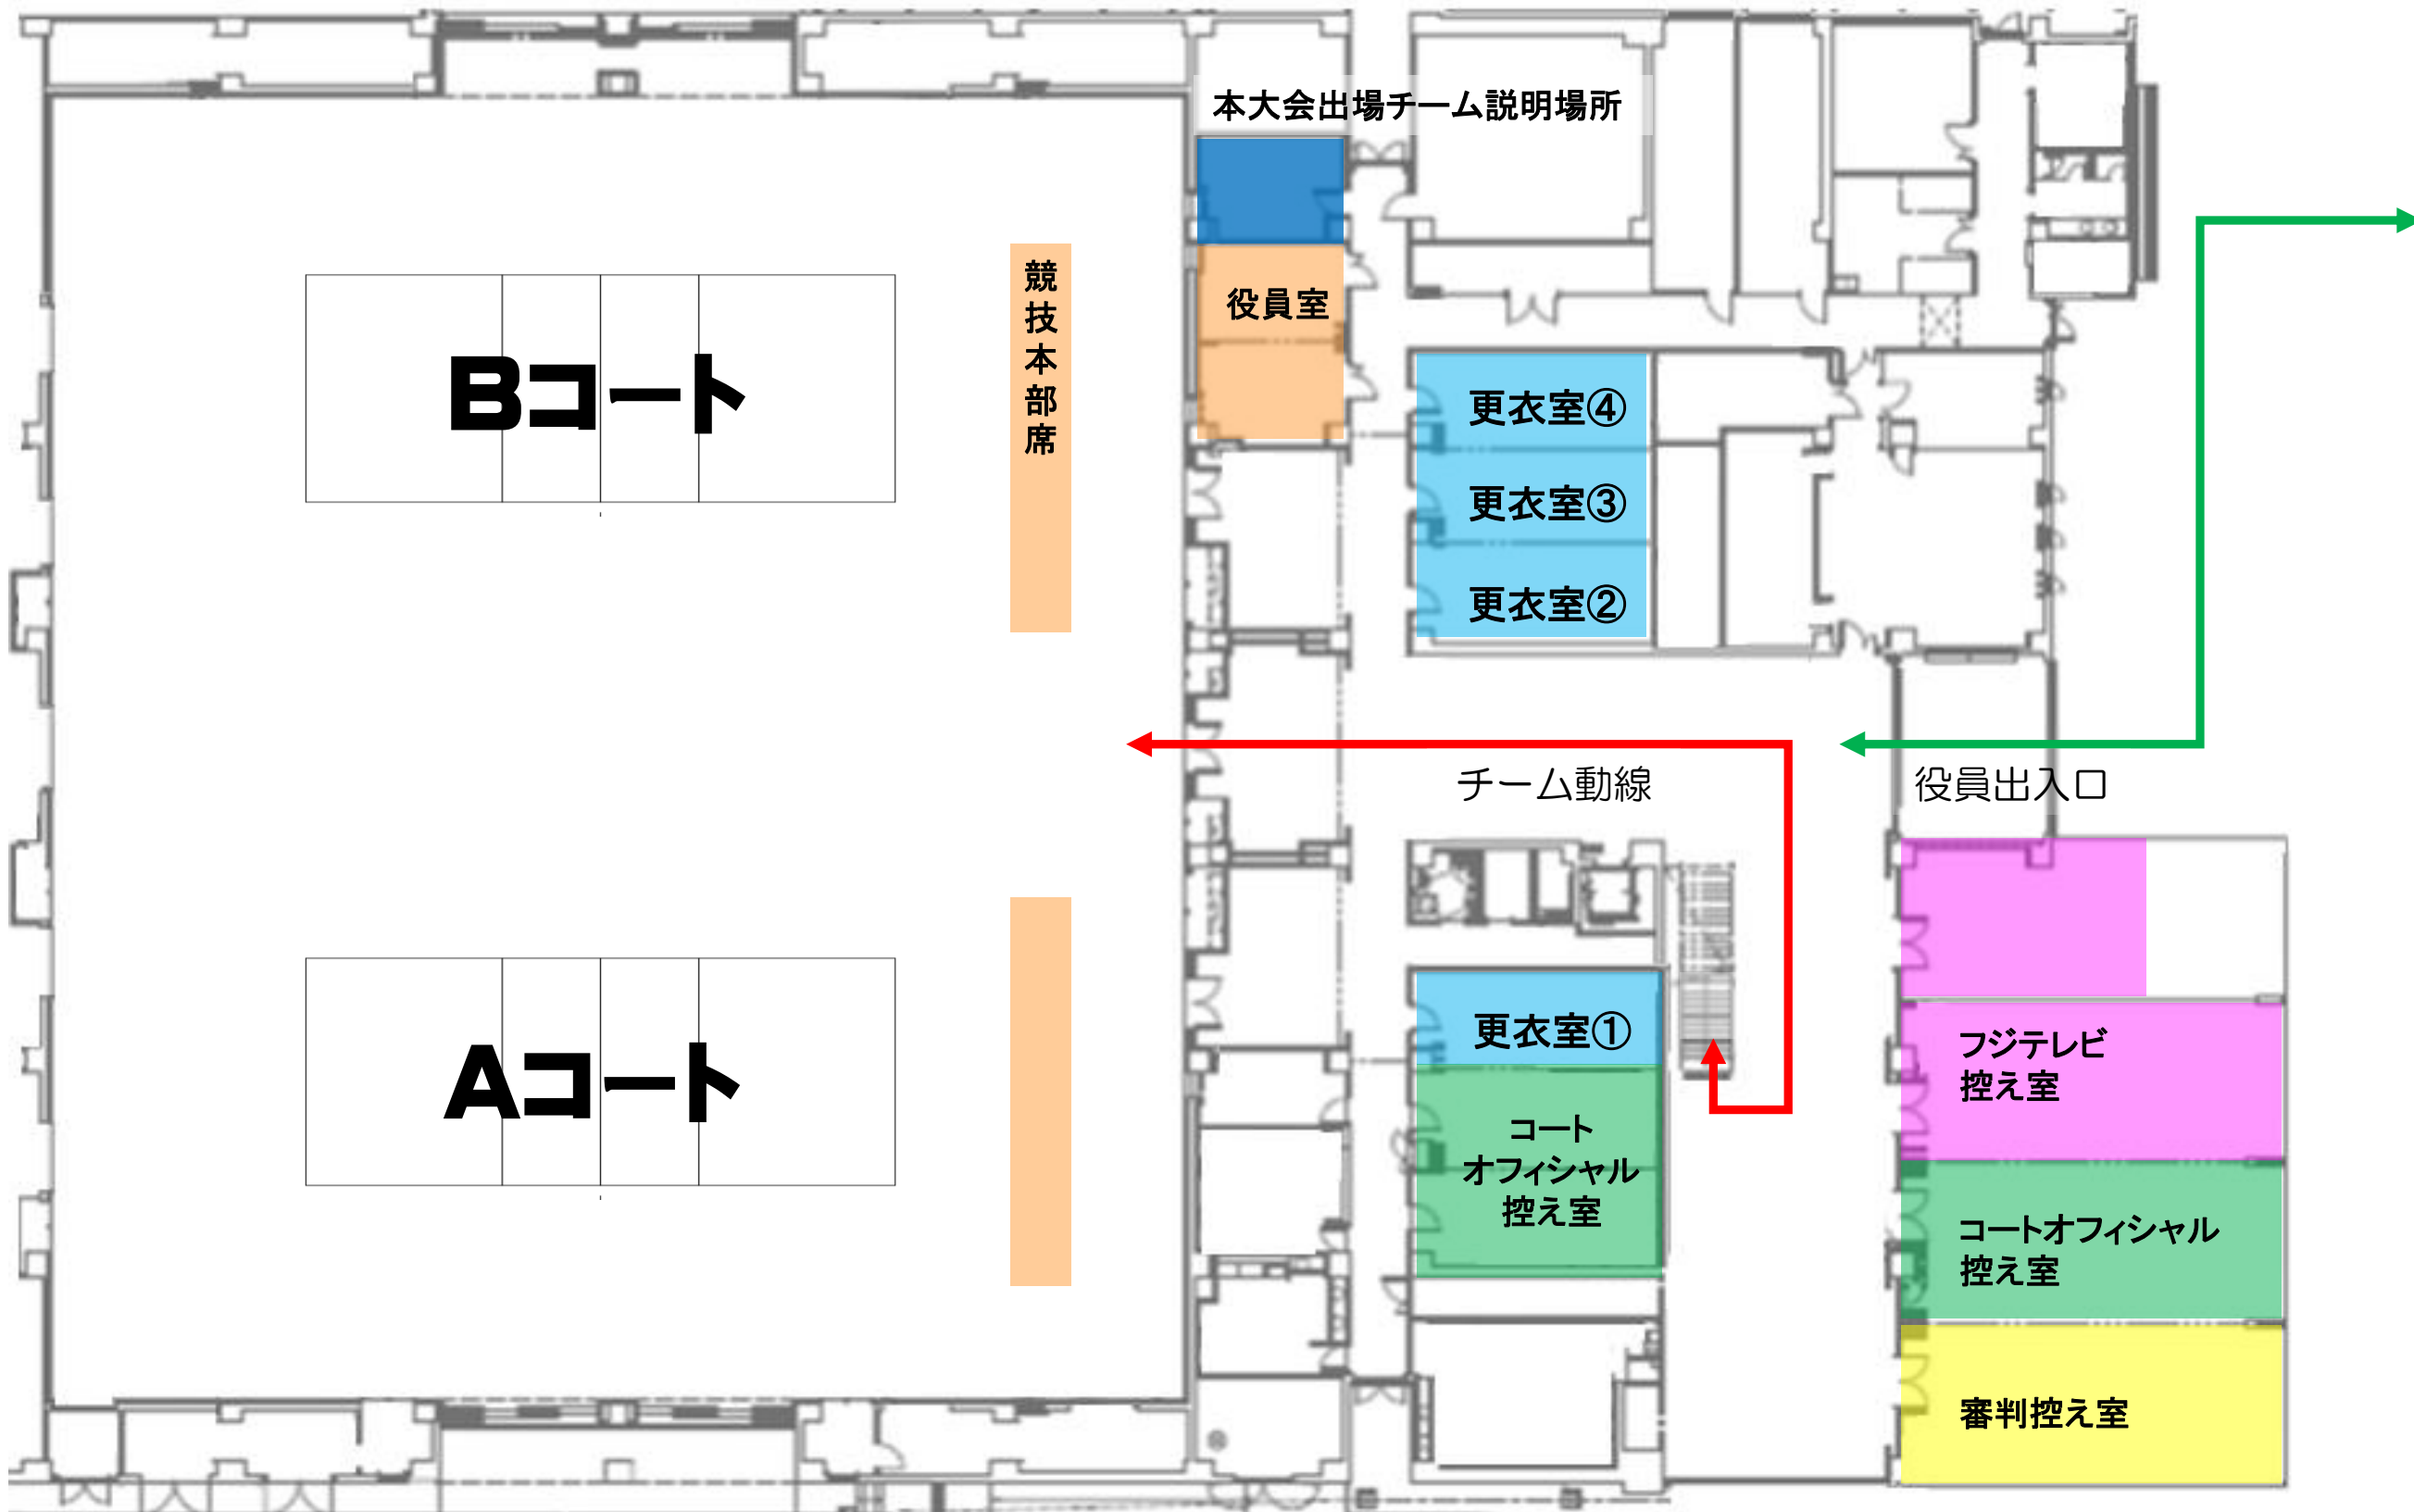 本大会出場チーム説明場所
競技本部席
役員室
Bコート
更衣室④
更衣室③
更衣室②
チーム動線
役員出入口
Aコート
更衣室①
コート
オフィシャル
控え室
フジテレビ
控え室
コートオフィシャル
控え室
審判控え室